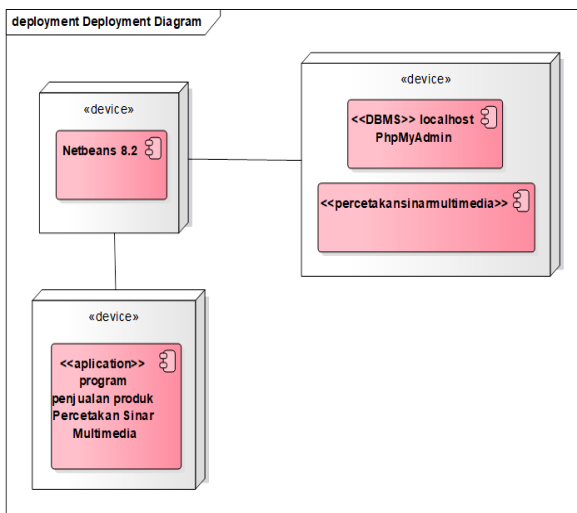 deployment Deployment Diagram
«device»
Netbeans 8.2
«device»
<<DBMS>> localhost
PhpMyAdmin
<<percetakansinarmultimedia>>
«device»
<<aplication>>
program
penjualan produk
Percetakan Sinar
Multimedia